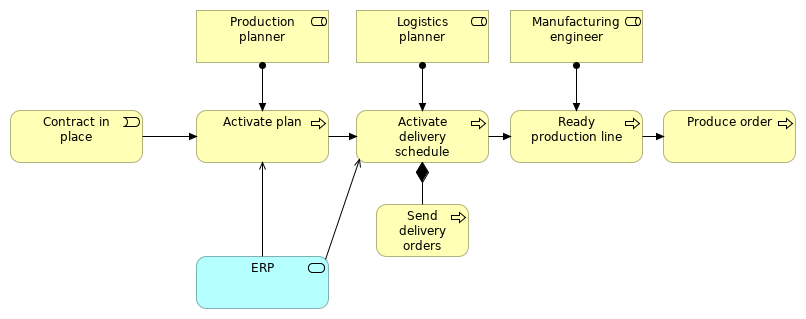 Production
planner
Logistics
planner
Manufacturing
engineer
Contract in
place
Activate plan
Activate
delivery
schedule
Ready
production line
Produce order
Send
delivery
orders
ERP